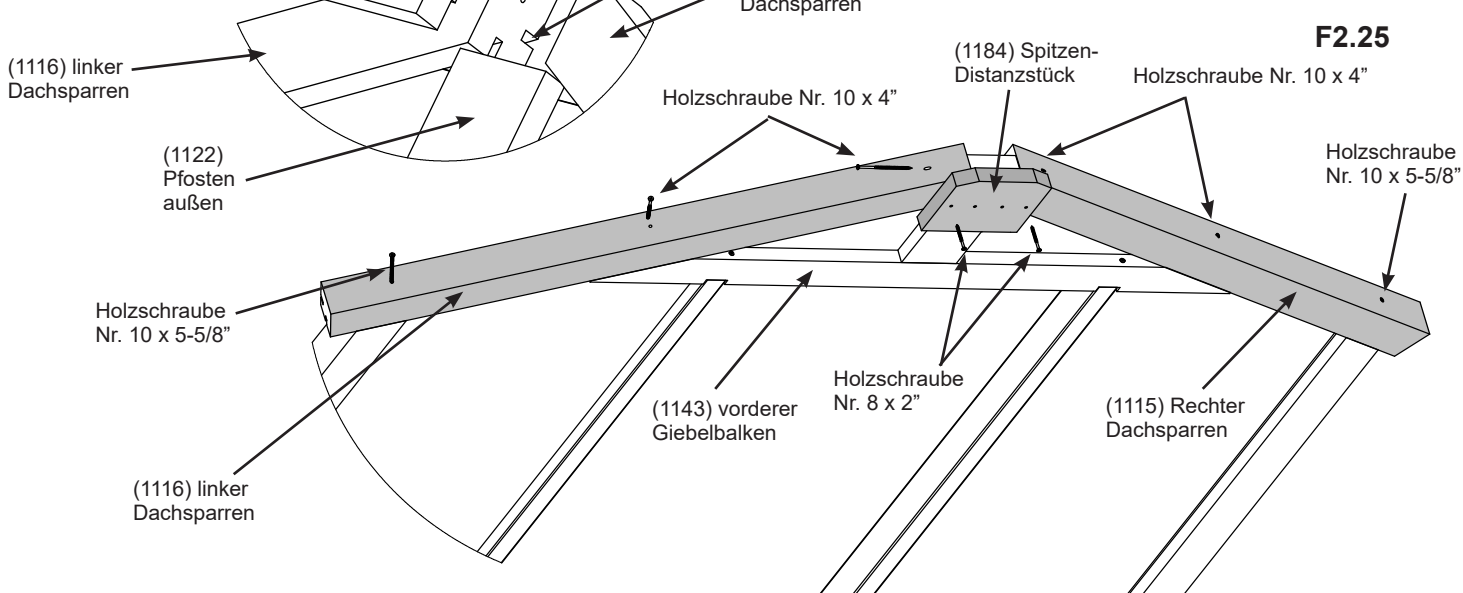 Dachsparren
F2.25
(1116) linker
Dachsparren
(1184) Spitzen-
Distanzstück
Holzschraube Nr. 10 x 4”
Holzschraube Nr. 10 x 4”
(1122)
Pfosten
außen
Holzschraube
Nr. 10 x 5-5/8”
Holzschraube
Nr. 10 x 5-5/8”
Holzschraube
Nr. 8 x 2”
(1143) vorderer
Giebelbalken
(1115) Rechter
Dachsparren
(1116) linker
Dachsparren